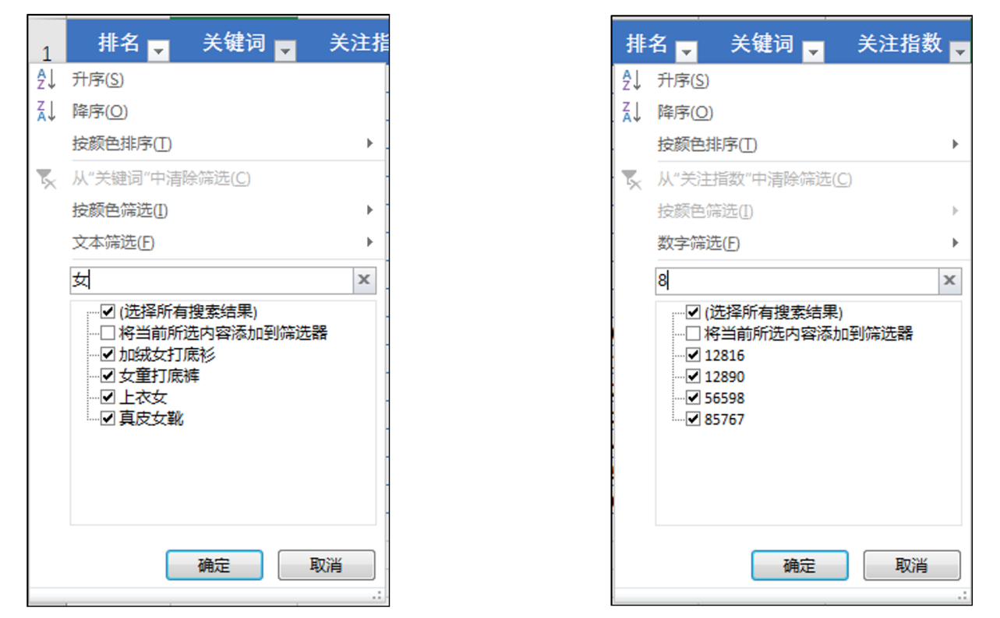 1 排名 关键词 关注指
升序(S)
降序(O)
按颜色排序(T)
从“关键词”中清除筛选(C)
按颜色筛选(I)
文本筛选(F)
女
(选择所有搜索结果)
将当前所选内容添加到筛选器
加绒女打底衫
女童打底裤
上衣女
真皮女靴
确定 取消
排名 关键词 关注指数
升序(S)
降序(O)
按颜色排序(T)
从“关注指数”中清除筛选(C)
按颜色筛选(I)
数字筛选(F)
8
(选择所有搜索结果)
将当前所选内容添加到筛选器
12816
12890
56598
85767
确定 取消